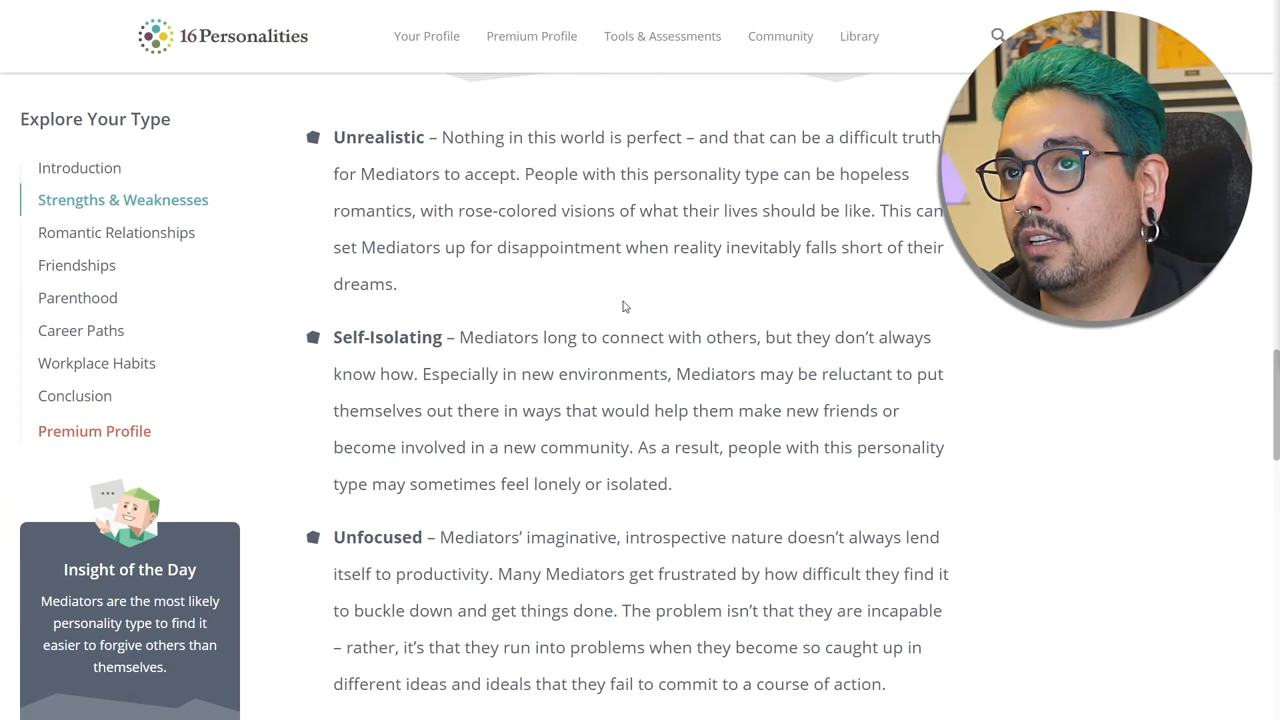 16Personalities
Your Profile
Premium Profile
Tools & Assessments
Community
Library
Explore Your Type
Introduction
Strengths & Weaknesses
Romantic Relationships
Friendships
Parenthood
Career Paths
Workplace Habits
Conclusion
Premium Profile
Insight of the Day
Mediators are the most likely
personality type to find it
easier to forgive others than
themselves.
Unrealistic – Nothing in this world is perfect – and that can be a difficult truth
for Mediators to accept. People with this personality type can be hopeless
romantics, with rose-colored visions of what their lives should be like. This can
set Mediators up for disappointment when reality inevitably falls short of their
dreams.
Self-Isolating – Mediators long to connect with others, but they don’t always
know how. Especially in new environments, Mediators may be reluctant to put
themselves out there in ways that would help them make new friends or
become involved in a new community. As a result, people with this personality
type may sometimes feel lonely or isolated.
Unfocused – Mediators’ imaginative, introspective nature doesn’t always lend
itself to productivity. Many Mediators get frustrated by how difficult they find it
to buckle down and get things done. The problem isn’t that they are incapable
– rather, it’s that they run into problems when they become so caught up in
different ideas and ideals that they fail to commit to a course of action.